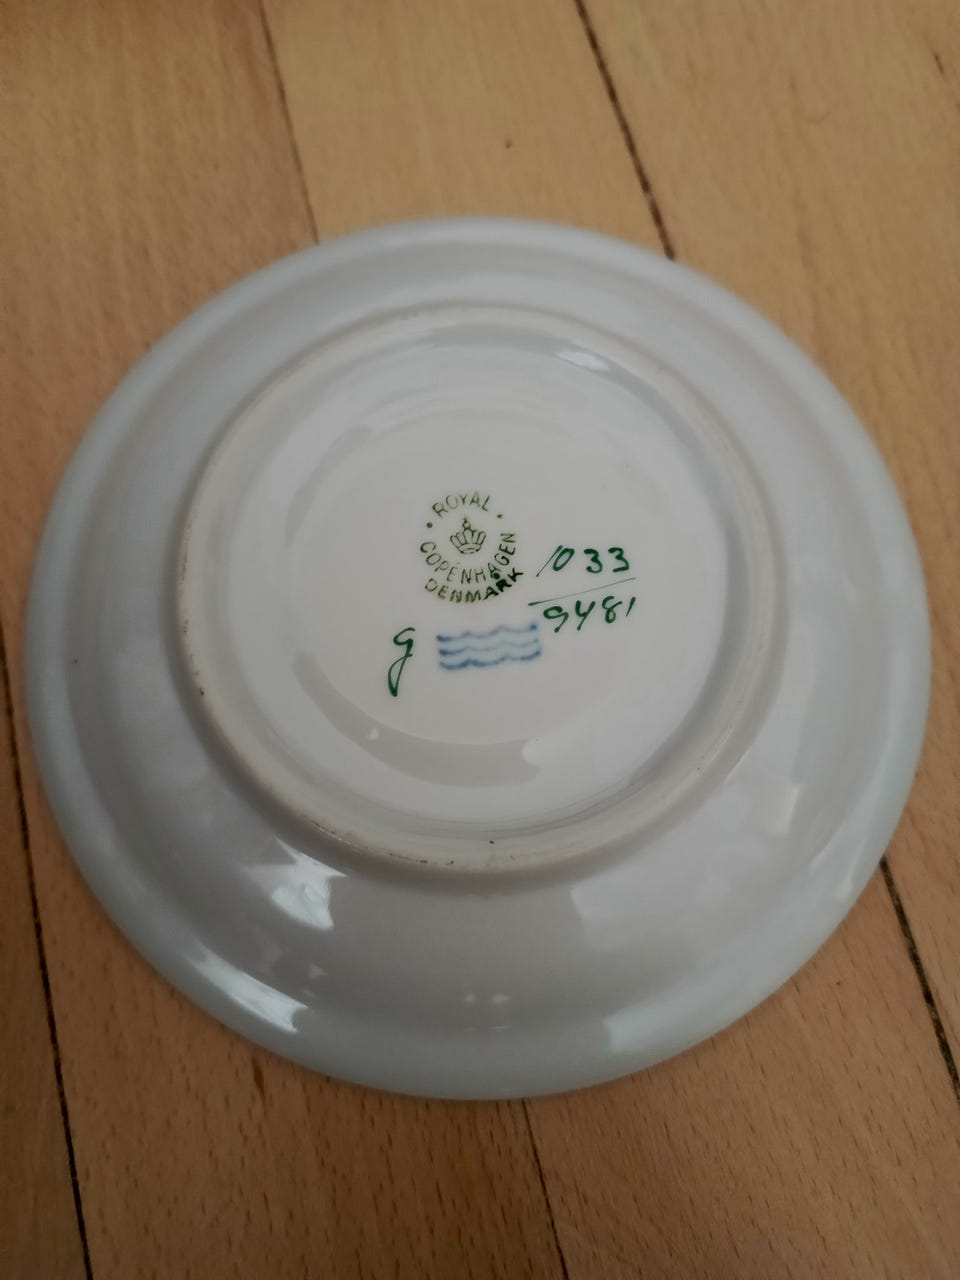 ROYAL
COPENHAGEN
DENMARK
1033
9481
g